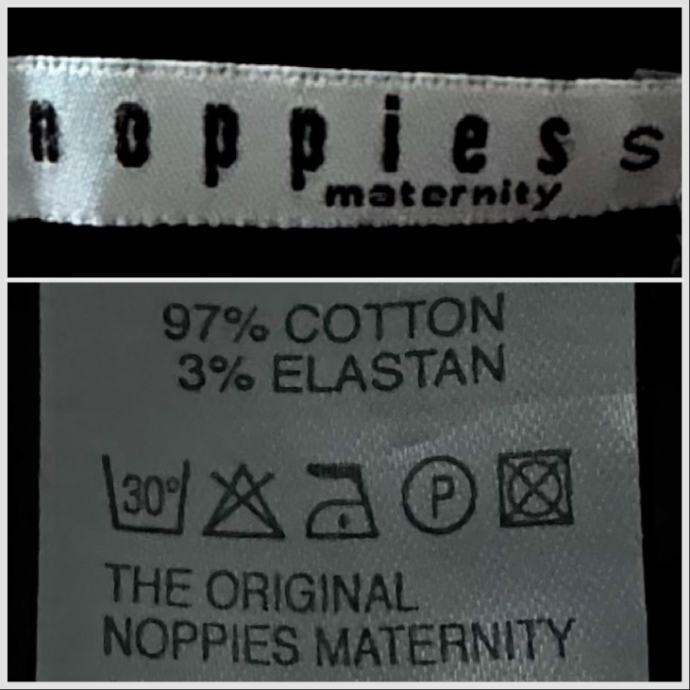 noppies s
maternity
97% COTTON
3% ELASTAN
30° P
THE ORIGINAL
NOPPIES MATERNITY